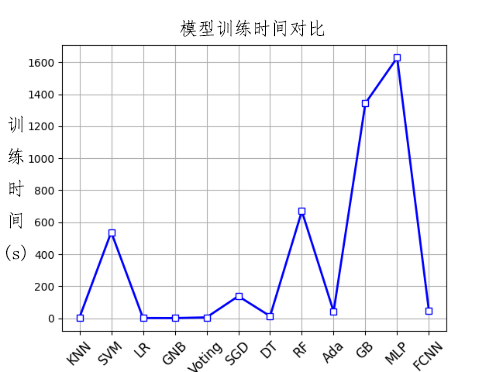 模型训练时间对比
训
练
时
间
(s)
1600
1400
1200
1000
800
600
400
200
0
KNN
SVM
LR
GNB
Voting
SGD
DT
RF
Ada
GB
MLP
FCNN